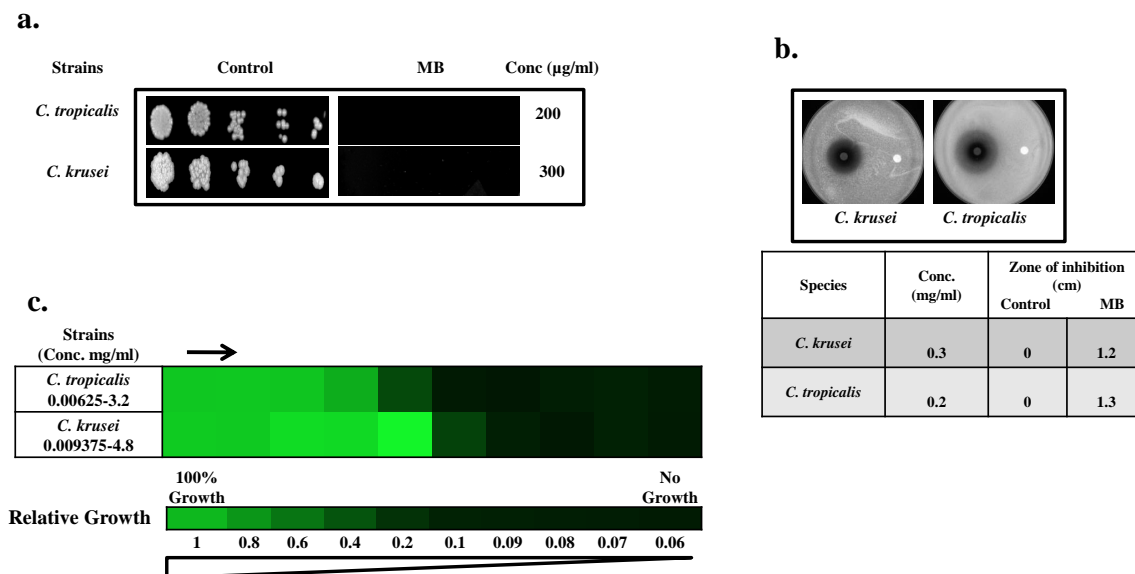 a.
Strains Control MB Conc (µg/ml)
C. tropicalis 200
C. krusei 300
b.
C. krusei C. tropicalis
Species Conc. (mg/ml) Zone of inhibition (cm)
Control MB
C. krusei 0.3 0 1.2
C. tropicalis 0.2 0 1.3
c.
Strains
(Conc. mg/ml)
C. tropicalis
0.00625-3.2
C. krusei
0.009375-4.8
100% Growth No Growth
Relative Growth
1 0.8 0.6 0.4 0.2 0.1 0.09 0.08 0.07 0.06